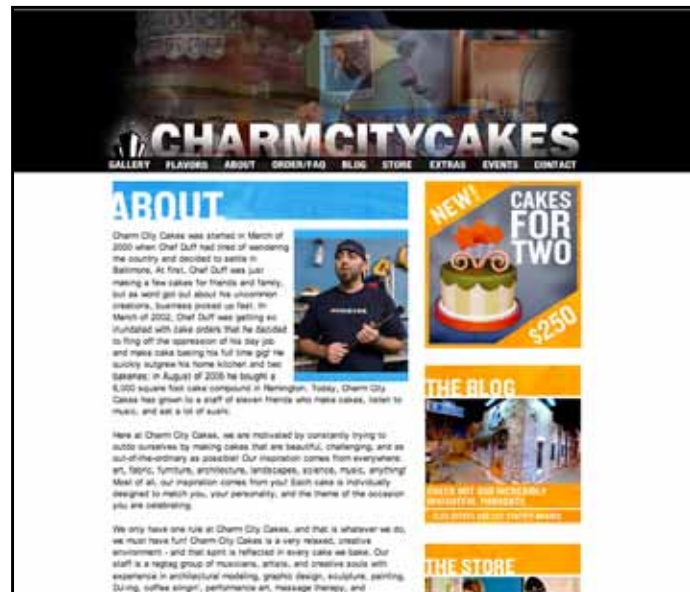 CHARMCITYCAKES
GALLERY FLAVORS ABOUT ORDER/FAQ BLOG STORE EXTRAS EVENTS CONTACT
ABOUT
Charm City Cakes was started in March of
2000 when Chef Duff had tired of wandering
the country and decided to settle in
Baltimore. At first, Chef Duff was just
making a few cakes for friends and family,
but as word got out about his uncommon
creations, business picked up fast. In
March of 2002, Chef Duff was getting so
inundated with cake orders that he decided
to fling off the oppression of his day job
and make cake baking his full time gig! He
quickly outgrew his home kitchen and two
bakeries; in August of 2005 he bought a
6,000 square foot cake compound in Remington. Today, Charm City
Cakes has grown to a staff of eleven friends who make cakes, listen to
music, and eat a lot of sushi.
Here at Charm City Cakes, we are motivated by constantly trying to
outdo ourselves by making cakes that are beautiful, challenging, and as
out-of-the-ordinary as possible! Our inspiration comes from everywhere:
art, fabric, furniture, architecture, landscapes, science, music, anything!
Most of all, our inspiration comes from you! Each cake is individually
designed to match you, your personality, and the theme of the occasion
you are celebrating.
We only have one rule at Charm City Cakes, and that is whatever we do,
we must have fun! Charm City Cakes is a very relaxed, creative
environment - and that spirit is reflected in every cake we bake. Our
staff is a ragtag group of musicians, artists, and creative souls with
experience in architectural modeling, graphic design, sculpture, painting,
DJ-ing, coffee slingin', performance art, massage therapy, and
NEW!
CAKES
FOR
TWO
$250
THE BLOG
CHECK OUT OUR INCREDIBLY
INSIGHTFUL THOUGHTS
THE STORE